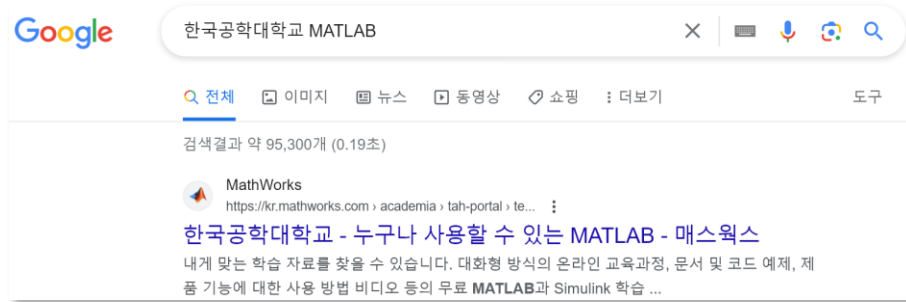 Google
한국공학대학교 MATLAB
전체 이미지 뉴스 동영상 쇼핑 더보기 도구
검색결과 약 95,300개 (0.19초)
MathWorks
https://kr.mathworks.com › academia › tah-portal › te...
한국공학대학교 - 누구나 사용할 수 있는 MATLAB - 매스웍스
내게 맞는 학습 자료를 찾을 수 있습니다. 대화형 방식의 온라인 교육과정, 문서 및 코드 예제, 제
품 기능에 대한 사용 방법 비디오 등의 무료 MATLAB과 Simulink 학습 ...